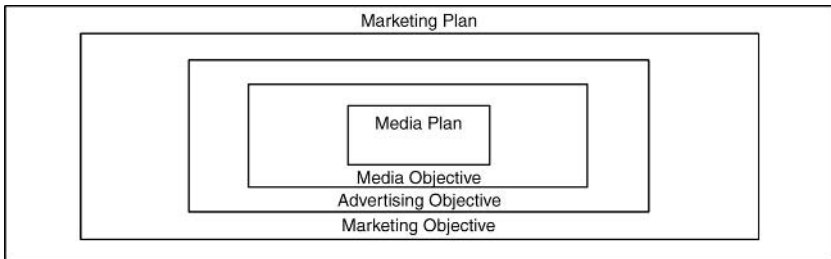 Marketing Plan
Media Plan
Media Objective
Advertising Objective
Marketing Objective